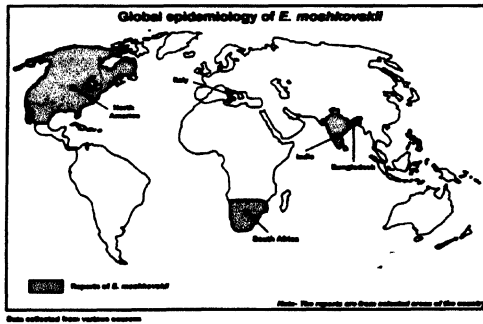 Global epidemiology of E. moshkovskii
Italy
North
America
India
Bangladesh
South Africa
Reports of E. moshkovskii
Note- The reports are from selected areas of the country
Data collected from various sources